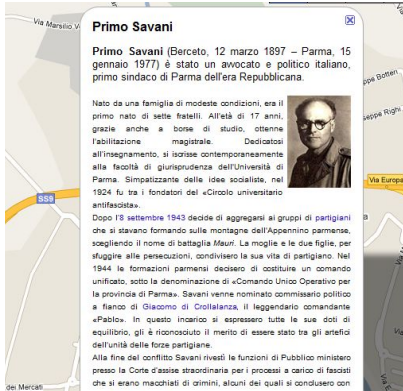 Via Marsilio V
Primo Savani
Primo Savani (Berceto, 12 marzo 1897 – Parma, 15
gennaio 1977) è stato un avvocato e politico italiano,
primo sindaco di Parma dell'era Repubblicana.
Nato da una famiglia di modeste condizioni, era il
primo nato di sette fratelli. All'età di 17 anni,
grazie anche a borse di studio, ottenne
l'abilitazione magistrale. Dedicatosi
all'insegnamento, si iscrisse contemporaneamente
alla facoltà di giurisprudenza dell'Università di
Parma. Simpatizzante delle idee socialiste, nel
1924 fu tra i fondatori del «Circolo universitario
antifascista».
Dopo l'8 settembre 1943 decide di aggregarsi ai gruppi di partigiani
che si stavano formando sulle montagne dell'Appennino parmense,
scegliendo il nome di battaglia Mauri. La moglie e le due figlie, per
sfuggire alle persecuzioni, condivisero la sua vita di partigiano. Nel
1944 le formazioni parmensi decisero di costituire un comando
unificato, sotto la denominazione di «Comando Unico Operativo per
la provincia di Parma». Savani venne nominato commissario politico
a fianco di Giacomo di Crollalanza, il leggendario comandante
«Pablo». In questo incarico si espressero tutte le sue doti di
equilibrio, gli è riconosciuto il merito di essere stato tra gli artefici
dell'unità delle forze partigiane.
Alla fine del conflitto Savani rivestì le funzioni di Pubblico ministero
presso la Corte d'assise straordinaria per i processi a carico di fascisti
che si erano macchiati di crimini, alcuni dei quali si conclusero con
ppe Botteri
seppe Righi
Via Europa
SS9
dei Mercati